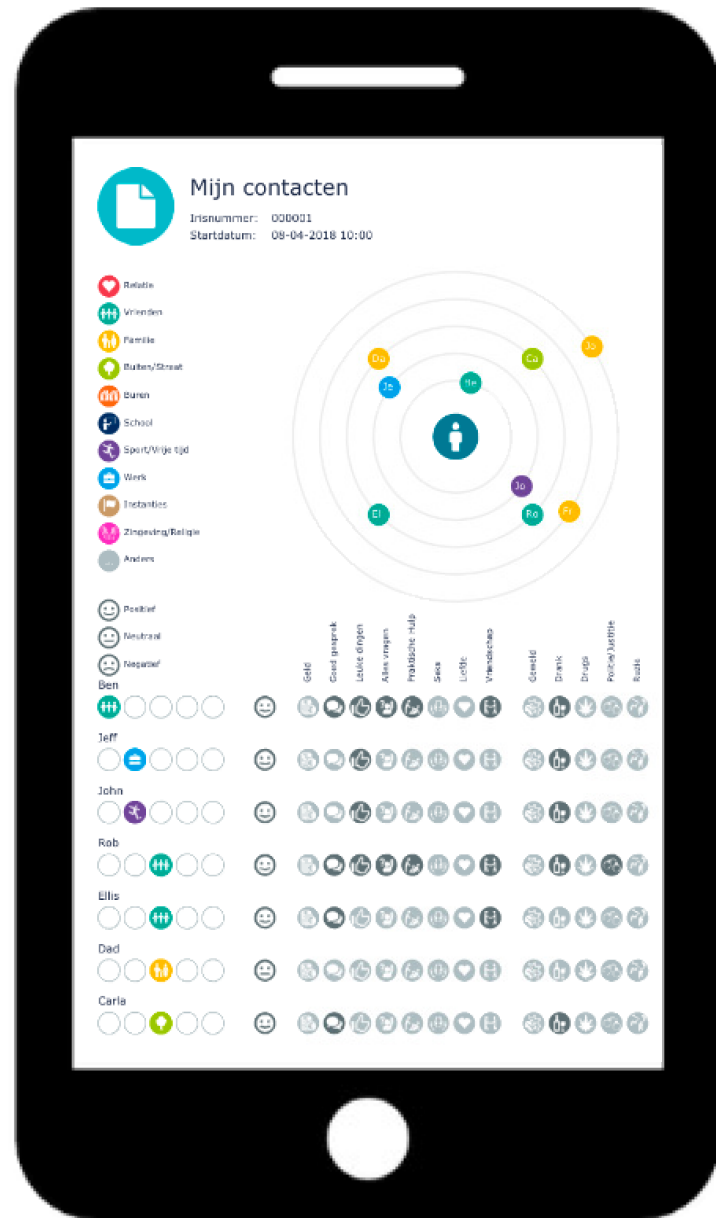 Mijn contacten
Irisnummer: 000001
Startdatum: 08-04-2018 10:00
Relatie
Vrienden
Familie
Buiten/Straat
Buren
School
Sport/Vrije tijd
Werk
Instanties
Zingeving/Religie
Anders
Da
Je
Ca
Jo
El
Jo
Ro
Fr
Positief
Neutraal
Negatief
Geld
Goed gesprek
Leuke dingen
Alles vragen
Praktische Hulp
Seks
Liefde
Vriendschap
Geweld
Drank
Drugs
Politie/Justitie
Ruzie
Ben
Jeff
John
Rob
Ellis
Dad
Carla